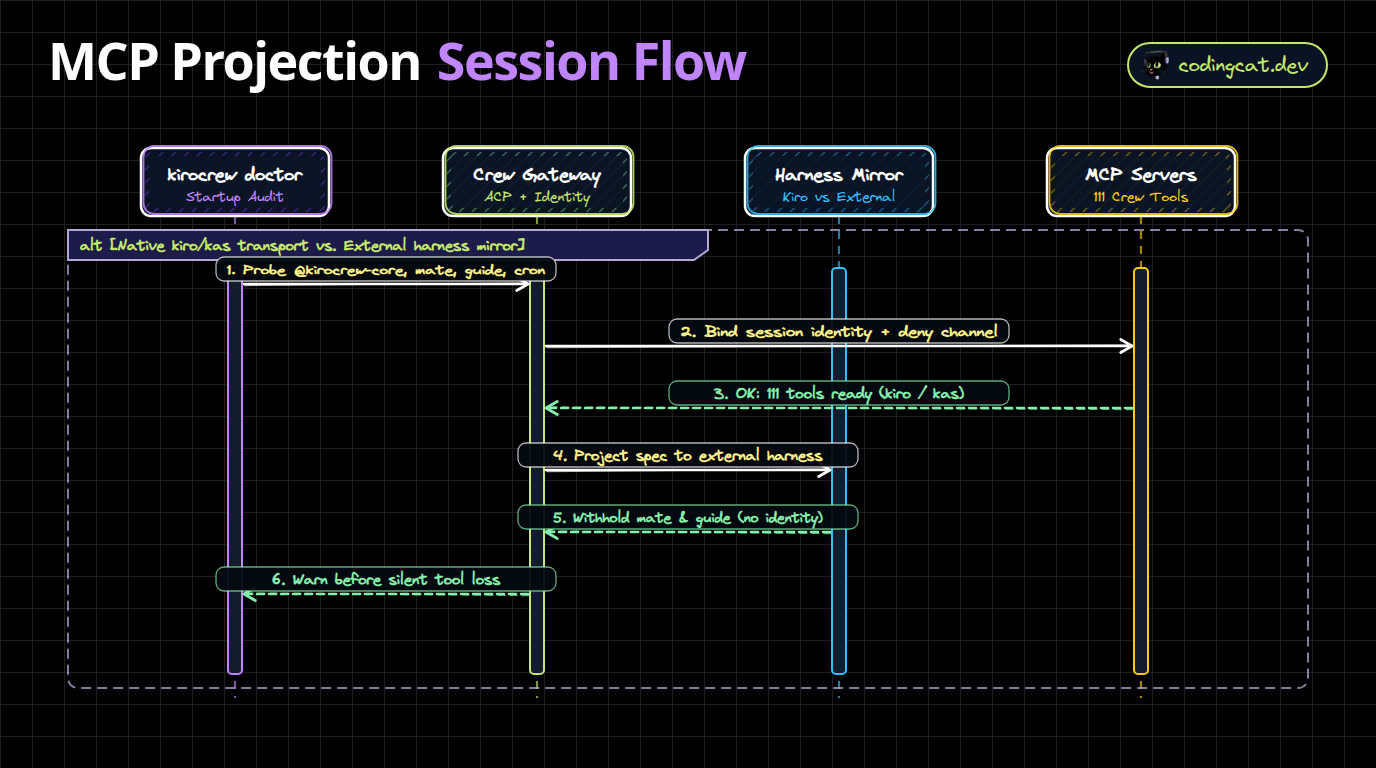 MCP Projection Session Flow
codingcat.dev
kirocrew doctor
Startup Audit
Crew Gateway
ACP + Identity
Harness Mirror
Kiro vs External
MCP Servers
111 Crew Tools
alt [Native kiro/kas transport vs. External harness mirror]
1. Probe @kirocrew-core, mate, guide, cron
2. Bind session identity + deny channel
3. OK: 111 tools ready (kiro / kas)
4. Project spec to external harness
5. Withhold mate & guide (no identity)
6. Warn before silent tool loss